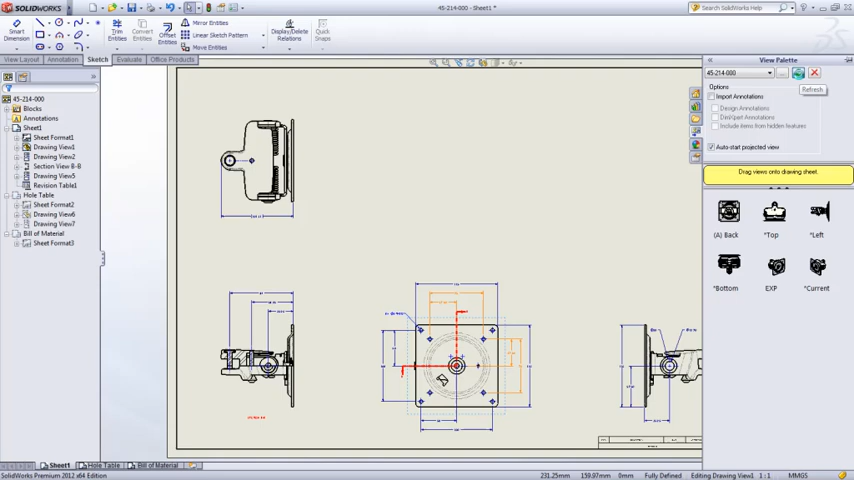 SOLIDWORKS
45-214-000 - Sheet1 *
Search SolidWorks Help
Smart Dimension
Trim Entities
Convert Entities
Offset Entities
Mirror Entities
Linear Sketch Pattern
Move Entities
Display/Delete Relations
Quick Snaps
View Layout
Annotation
Sketch
Evaluate
Office Products
45-214-000
Blocks
Annotations
Sheet1
Sheet Format1
Drawing View1
Drawing View2
Section View B-B
Drawing View5
Revision Table1
Hole Table
Sheet Format2
Drawing View6
Drawing View7
Bill of Material
Sheet Format3
View Palette
45-214-000
...
Refresh
Options
Import Annotations
Design Annotations
DimXpert Annotations
Include items from hidden features
Auto-start projected view
Drag views onto drawing sheet.
(A) Back
*Top
*Left
*Bottom
EXP
*Current
Sheet1
Hole Table
Bill of Material
SolidWorks Premium 2012 x64 Edition
231.25mm
159.97mm
0mm
Fully Defined
Editing Drawing View1
1 : 1
MMGS